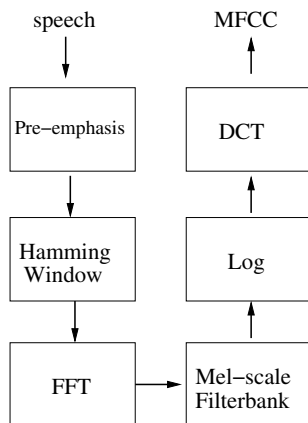 speech
Pre−emphasis
Hamming
Window
FFT
Mel−scale
Filterbank
Log
DCT
MFCC